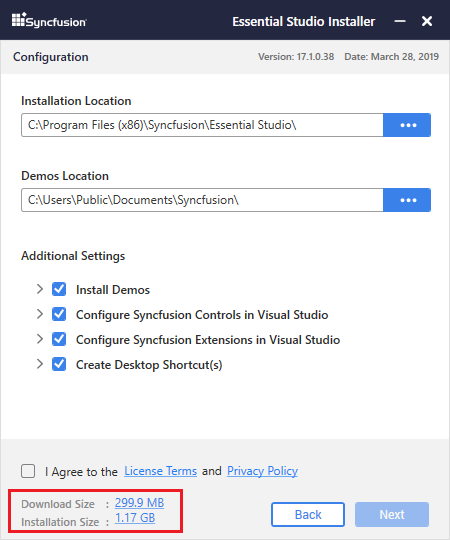 Syncfusion Essential Studio Installer
Configuration Version: 17.1.0.38 Date: March 28, 2019
Installation Location
C:\Program Files (x86)\Syncfusion\Essential Studio\
Demos Location
C:\Users\Public\Documents\Syncfusion\
Additional Settings
Install Demos
Configure Syncfusion Controls in Visual Studio
Configure Syncfusion Extensions in Visual Studio
Create Desktop Shortcut(s)
I Agree to the License Terms and Privacy Policy
Download Size : 299.9 MB
Installation Size : 1.17 GB
Back Next